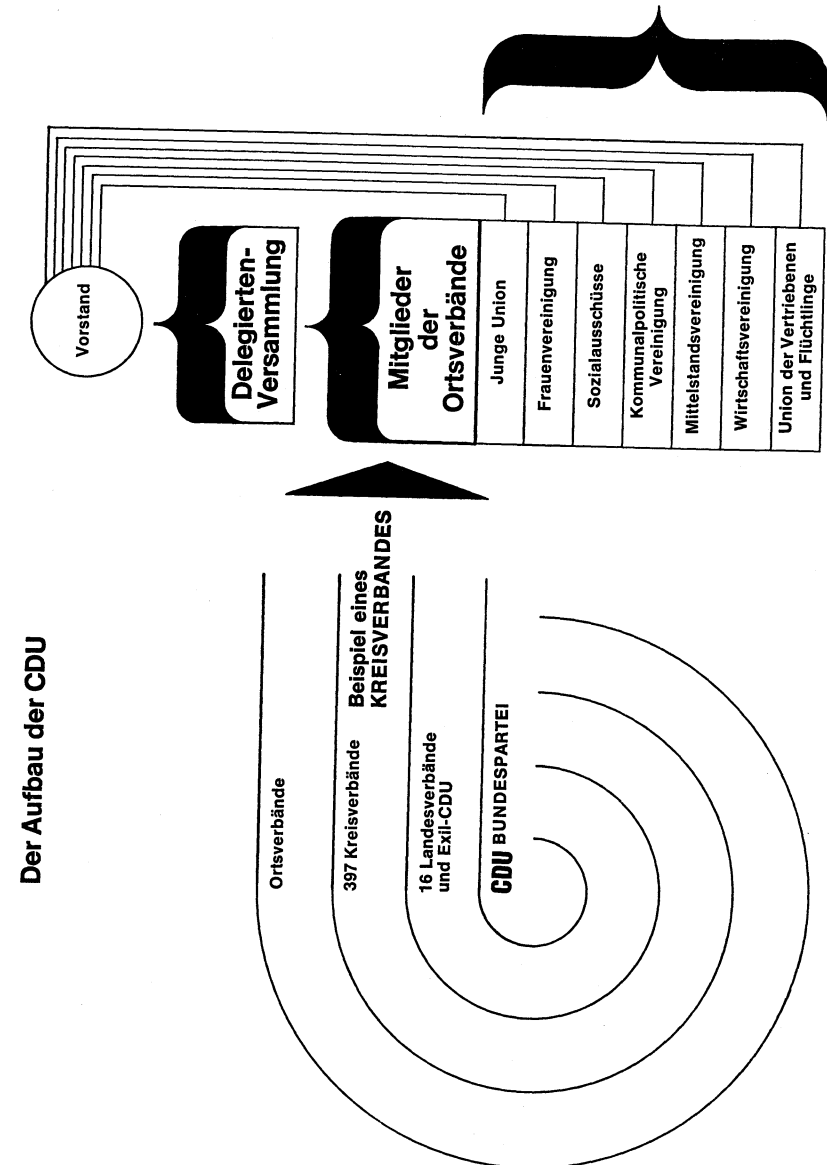 Der Aufbau der CDU
Ortsverbände
397 Kreisverbände
Beispiel eines
KREISVERBANDES
16 Landesverbände
und Exil-CDU
CDU BUNDESPARTEI
Vorstand
Delegierten-
Versammlung
Mitglieder
der
Ortsverbände
Junge Union
Frauenvereinigung
Sozialausschüsse
Kommunalpolitische
Vereinigung
Mittelstandsvereinigung
Wirtschaftsvereinigung
Union der Vertriebenen
und Flüchtlinge